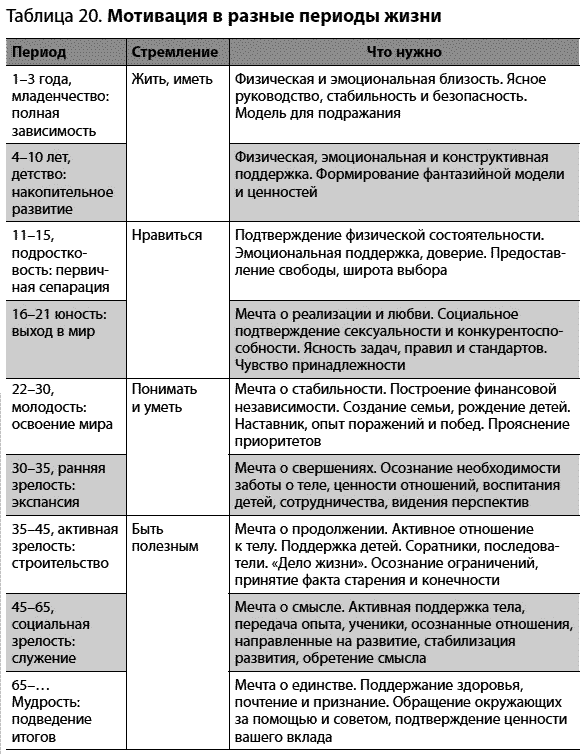 Таблица 20. Мотивация в разные периоды жизни
Период Стремление Что нужно
1–3 года,
младенчество:
полная
зависимость
Жить, иметь
Физическая и эмоциональная близость. Ясное
руководство, стабильность и безопасность.
Модель для подражания
4–10 лет,
детство:
накопительное
развитие
Физическая, эмоциональная и конструктивная
поддержка. Формирование фантазийной модели
и ценностей
11–15,
подростко-
вость: первич-
ная сепарация
Нравиться
Подтверждение физической состоятельности.
Эмоциональная поддержка, доверие. Предостав-
ление свободы, широта выбора
16–21 юность:
выход в мир
Мечта о реализации и любви. Социальное
подтверждение сексуальности и конкурентоспо-
собности. Ясность задач, правил и стандартов.
Чувство принадлежности
22–30,
молодость:
освоение мира
Понимать
и уметь
Мечта о стабильности. Построение финансовой
независимости. Создание семьи, рождение детей.
Наставник, опыт поражений и побед. Прояснение
приоритетов
30–35, ранняя
зрелость:
экспансия
Мечта о свершениях. Осознание необходимости
заботы о теле, ценности отношений, воспитания
детей, сотрудничества, видения перспектив
35–45, активная
зрелость:
строительство
Быть
полезным
Мечта о продолжении. Активное отношение
к телу. Поддержка детей. Соратники, последова-
тели. «Дело жизни». Осознание ограничений,
принятие факта старения и конечности
45–65,
социальная
зрелость:
служение
Мечта о смысле. Активная поддержка тела,
передача опыта, ученики, осознанные отношения,
направленные на развитие, стабилизация
развития, обретение смысла
65–…
Мудрость:
подведение
итогов
Мечта о единстве. Поддержание здоровья,
почтение и признание. Обращение окружающих
за помощью и советом, подтверждение ценности
вашего вклада